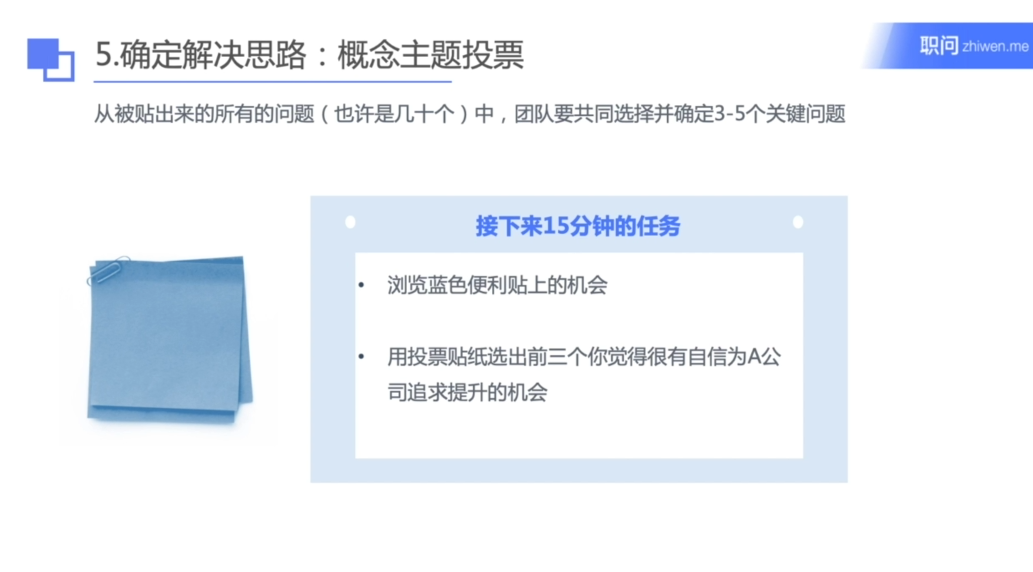 5.确定解决思路：概念主题投票
职问 zhiwen.me
从被贴出来的所有的问题（也许是几十个）中，团队要共同选择并确定3-5个关键问题
接下来15分钟的任务
• 浏览蓝色便利贴上的机会
• 用投票贴纸选出前三个你觉得很有自信为A公
司追求提升的机会